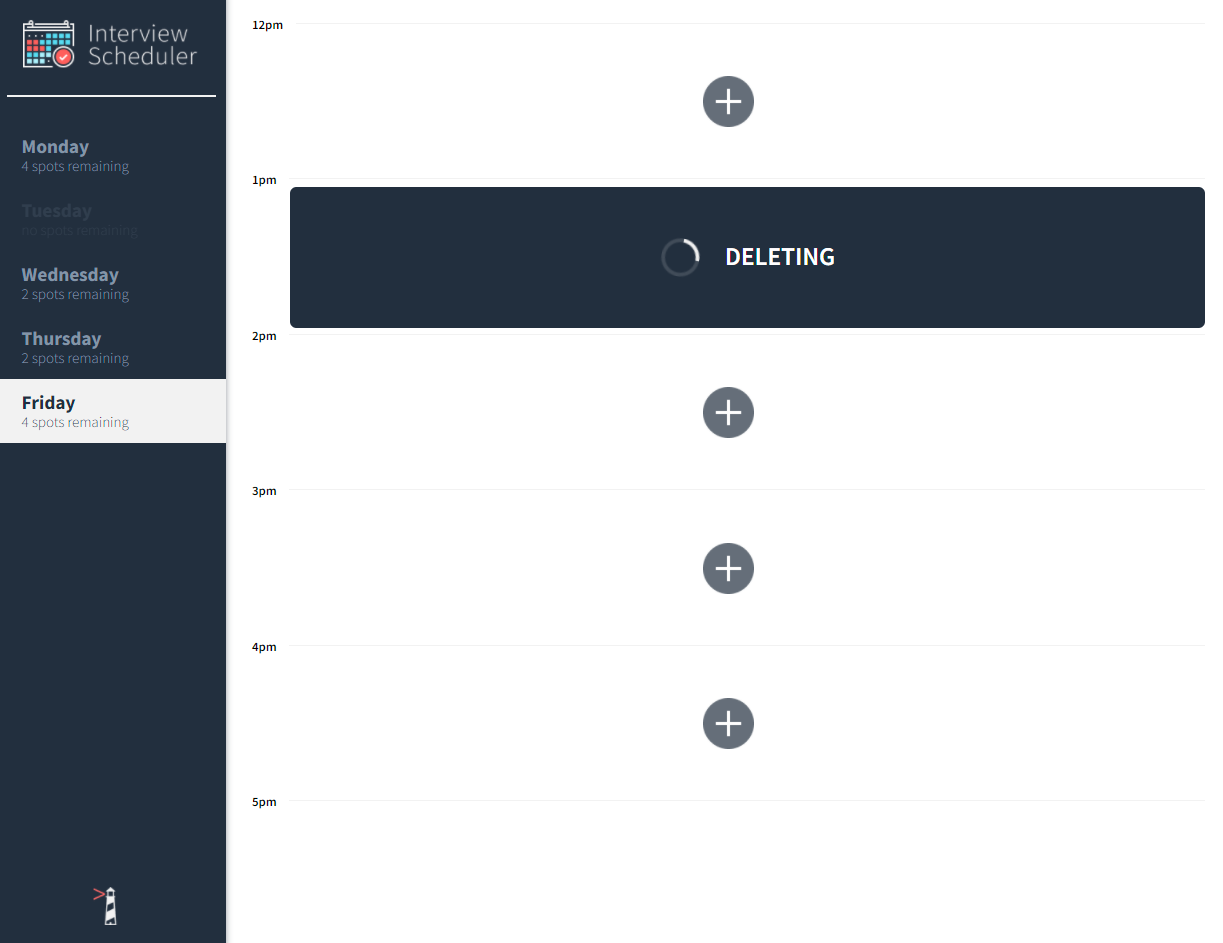 Interview
Scheduler
Monday
4 spots remaining
Tuesday
no spots remaining
Wednesday
2 spots remaining
Thursday
2 spots remaining
Friday
4 spots remaining
12pm
1pm
DELETING
2pm
3pm
4pm
5pm